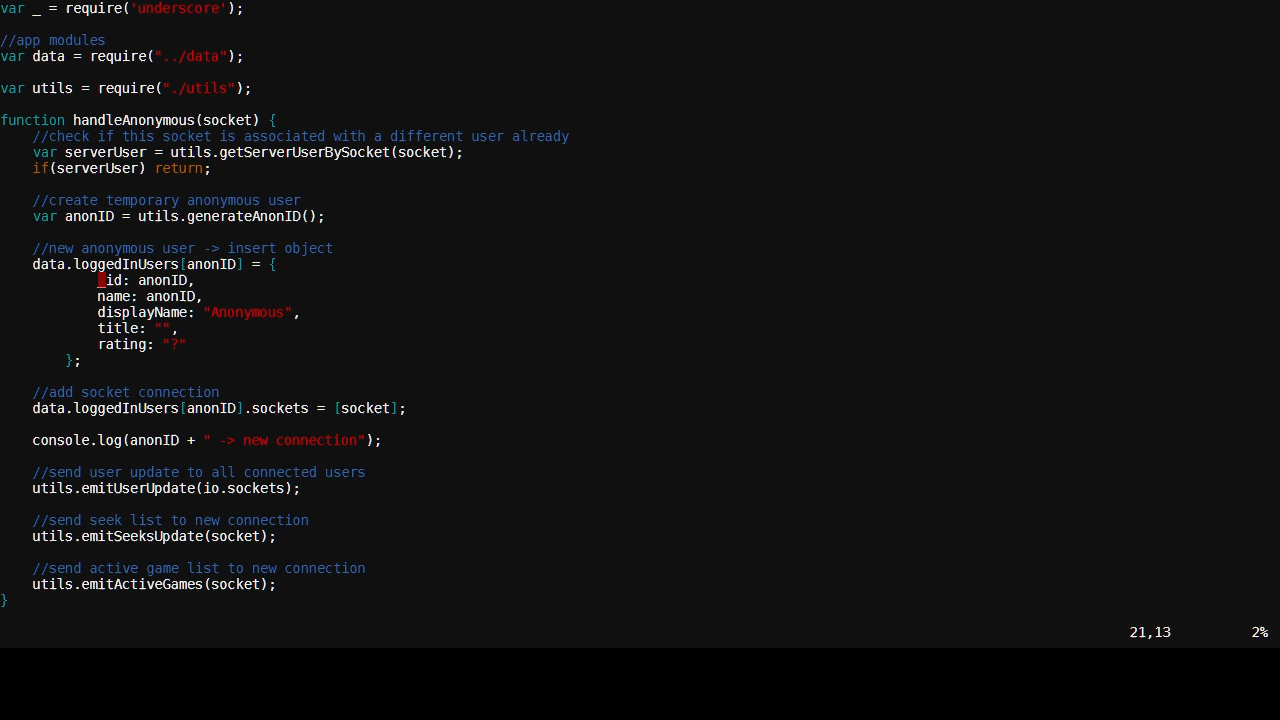 var _ = require('underscore');
//app modules
var data = require("../data");
var utils = require("./utils");
function handleAnonymous(socket) {
//check if this socket is associated with a different user already
var serverUser = utils.getServerUserBySocket(socket);
if(serverUser) return;
//create temporary anonymous user
var anonID = utils.generateAnonID();
//new anonymous user -> insert object
data.loggedInUsers[anonID] = {
_id: anonID,
name: anonID,
displayName: "Anonymous",
title: "",
rating: "?"
};
//add socket connection
data.loggedInUsers[anonID].sockets = [socket];
console.log(anonID + " -> new connection");
//send user update to all connected users
utils.emitUserUpdate(io.sockets);
//send seek list to new connection
utils.emitSeeksUpdate(socket);
//send active game list to new connection
utils.emitActiveGames(socket);
}
21,13 2%